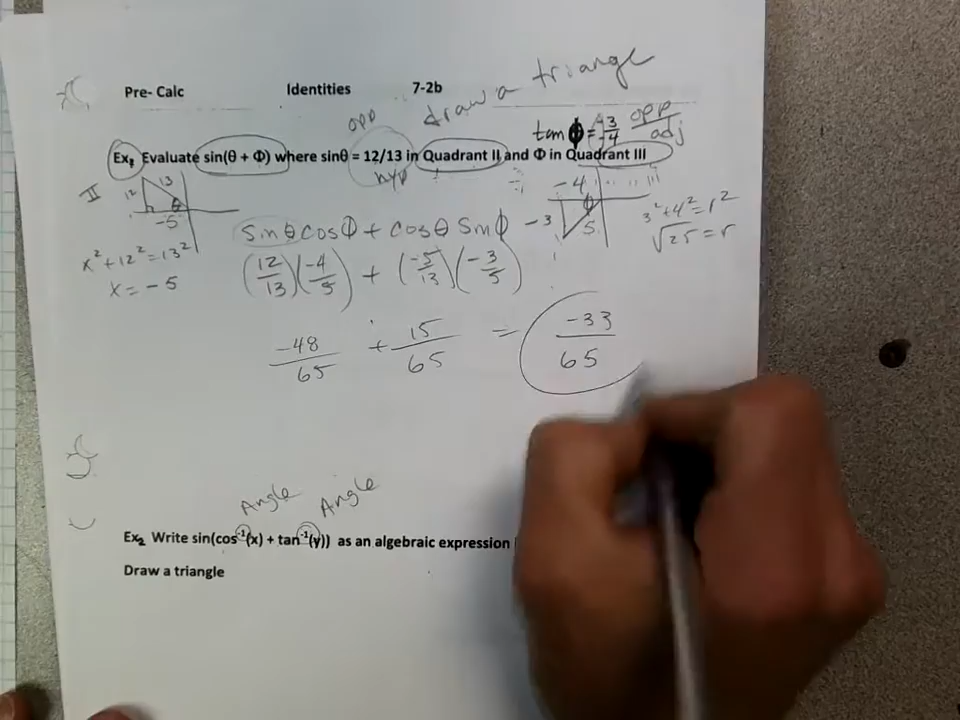 Pre- Calc Identities 7-2b draw a triangle
opp
tan Φ = -3/-4 opp/adj
Ex1 Evaluate sin(θ + Φ) where sinθ = 12/13 in Quadrant II and Φ in Quadrant III
hyp
II 12 13 θ -5
-4 Φ -3 5
3² + 4² = r²
√25 = r
x² + 12² = 13²
x = -5
sinθcosΦ + cosθ SinΦ
(12/13)(-4/5) + (-5/13)(-3/5)
-48/65 + 15/65 = -33/65
Angle Angle
Ex2 Write sin(cos⁻¹(x) + tan⁻¹(y)) as an algebraic expression
Draw a triangle